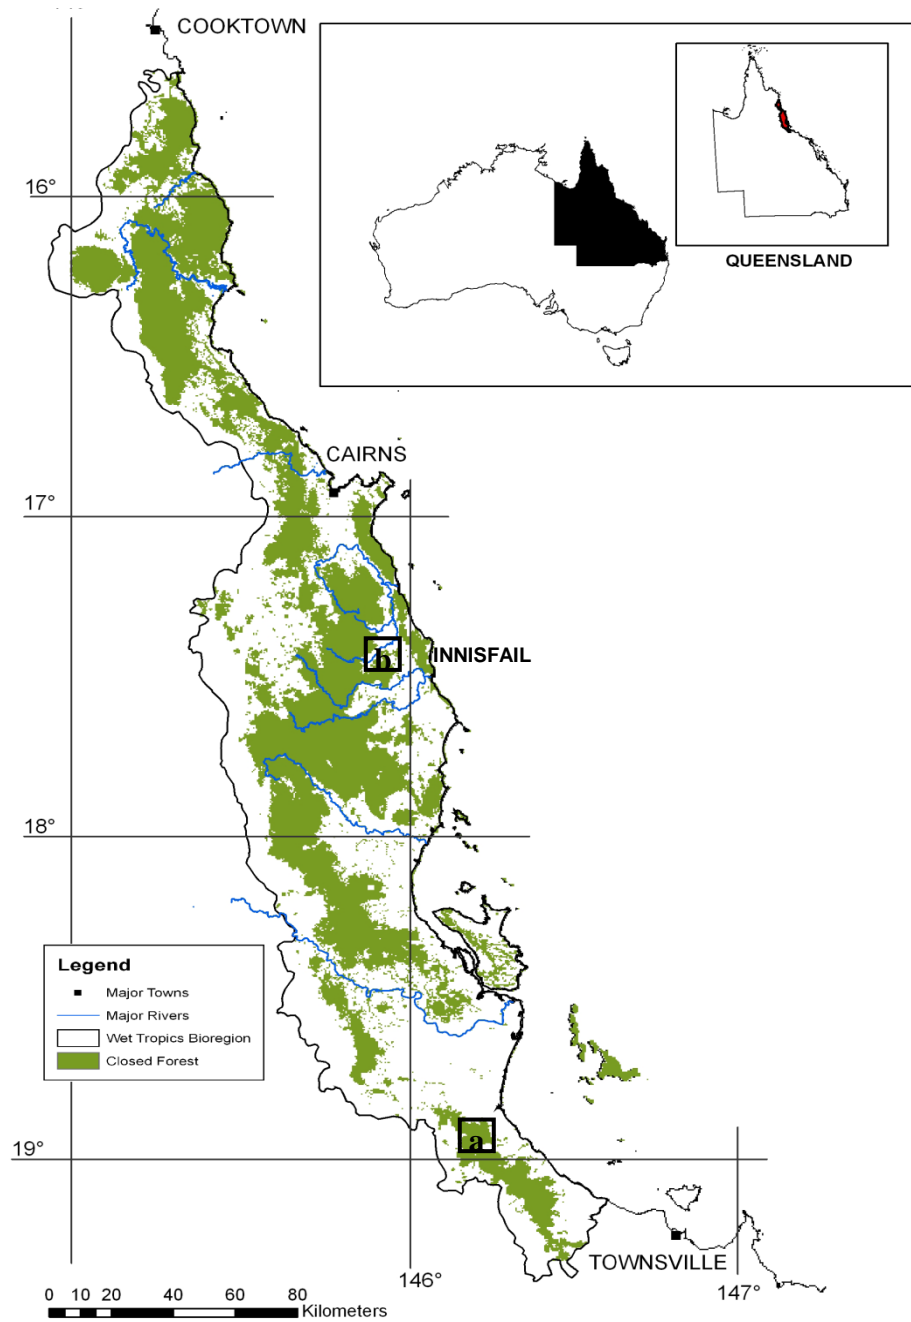 COOKTOWN
16°
QUEENSLAND
CAIRNS
17°
b
INNISFAIL
18°
Legend
Major Towns
Major Rivers
Wet Tropics Bioregion
Closed Forest
a
19°
TOWNSVILLE
146°
147°
0 10 20 40 60 80
Kilometers